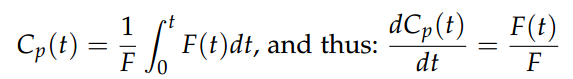 C_p(t) = \frac{1}{F} \int_0^t F(t)dt, and thus: \frac{dC_p(t)}{dt} = \frac{F(t)}{F}